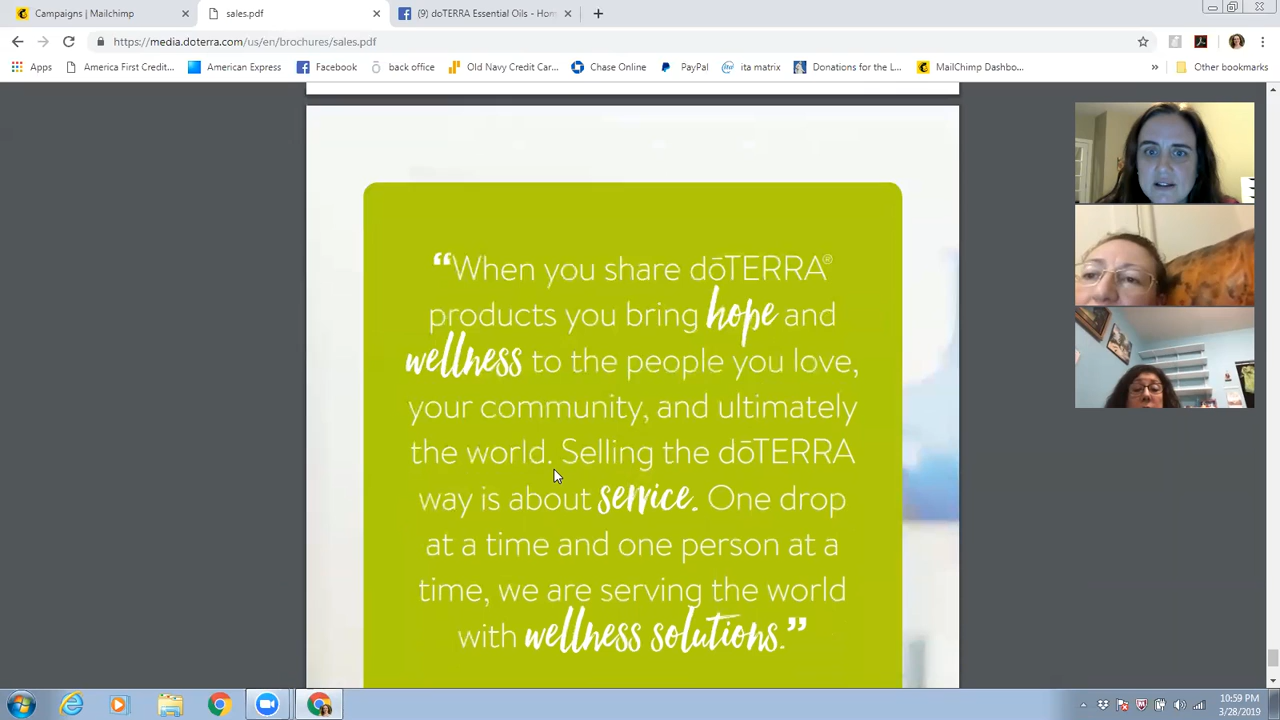 Campaigns | Mailchimp
sales.pdf
(9) doTERRA Essential Oils - Hom
https://media.doterra.com/us/en/brochures/sales.pdf
Apps
America First Credit...
American Express
Facebook
back office
Old Navy Credit Car...
Chase Online
PayPal
ita matrix
Donations for the L...
MailChimp Dashbo...
»
Other bookmarks
“When you share dōTERRA®
products you bring hope and
wellness to the people you love,
your community, and ultimately
the world. Selling the dōTERRA
way is about service. One drop
at a time and one person at a
time, we are serving the world
with wellness solutions.”
10:59 PM
3/28/2019